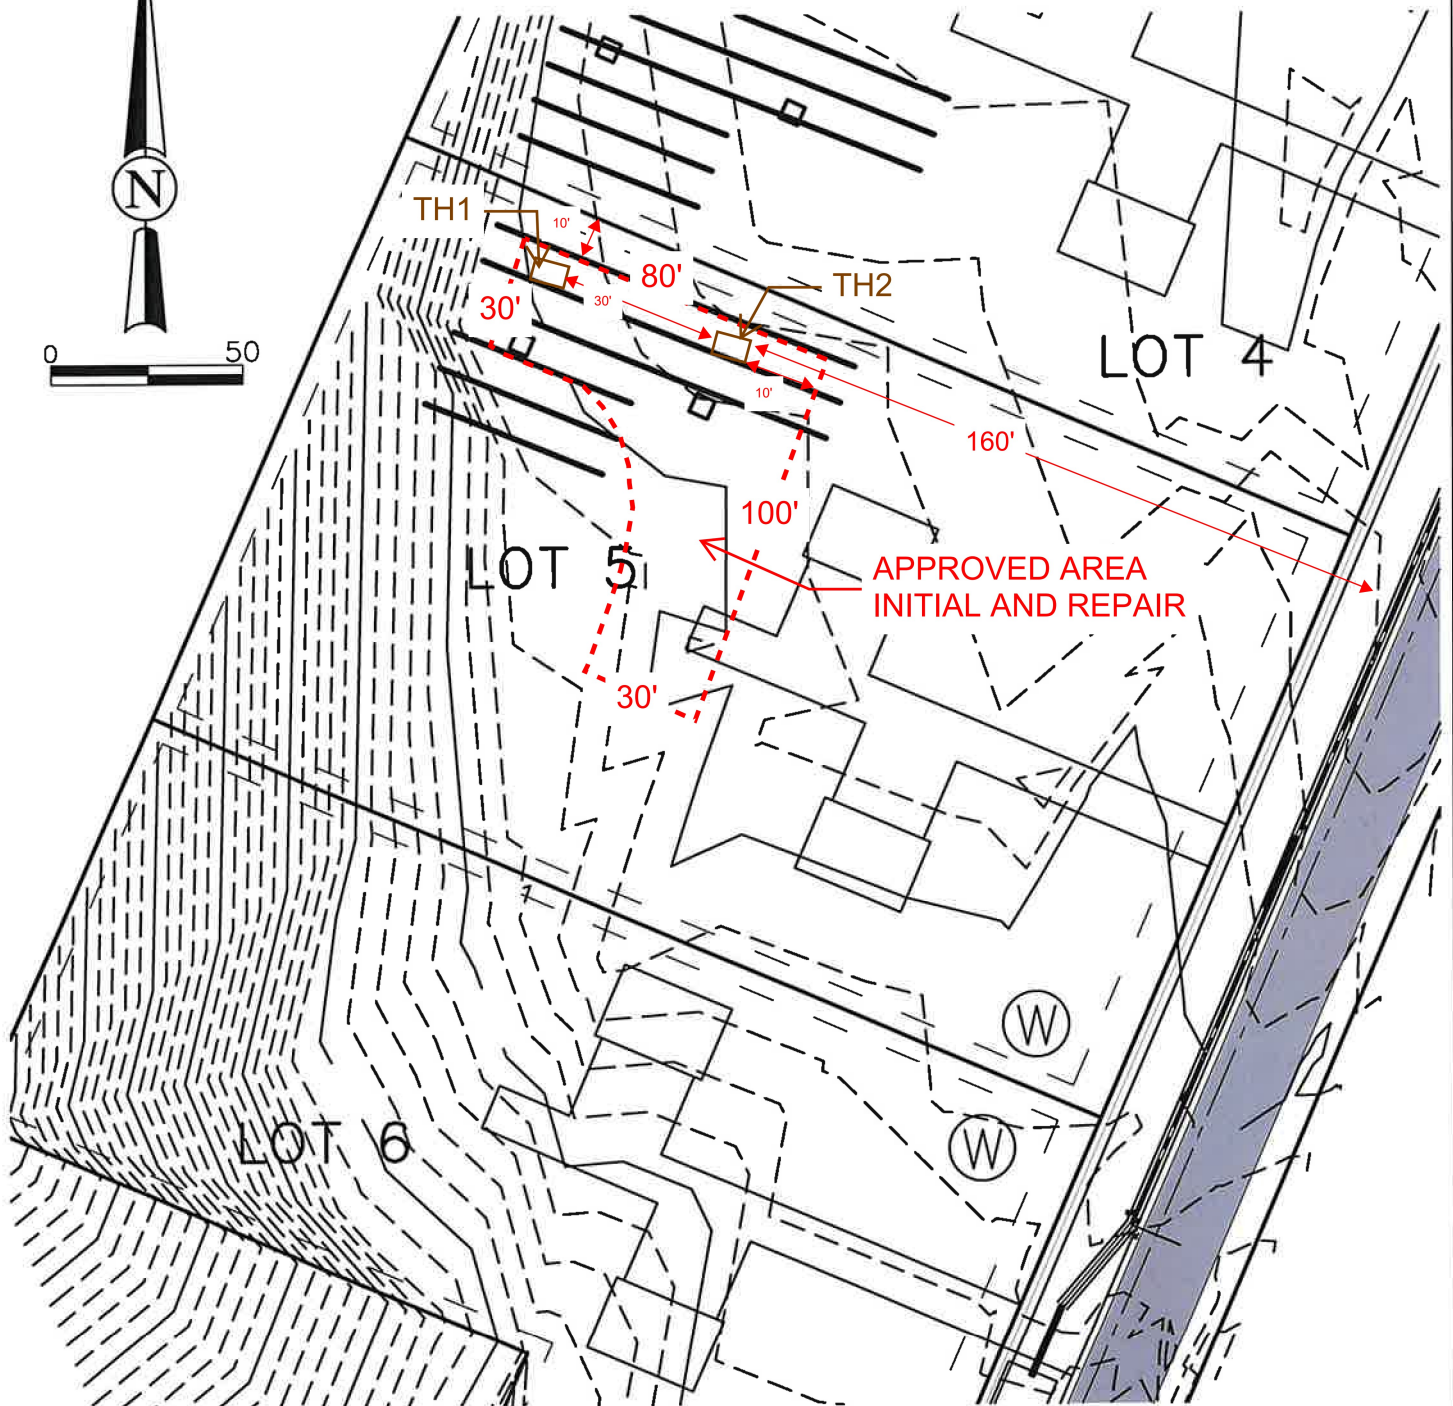 N
0 50
TH1
10'
80'
TH2
30'
30'
LOT 4
10'
160'
100'
LOT 5
APPROVED AREA
INITIAL AND REPAIR
30'
W
LOT 6
W